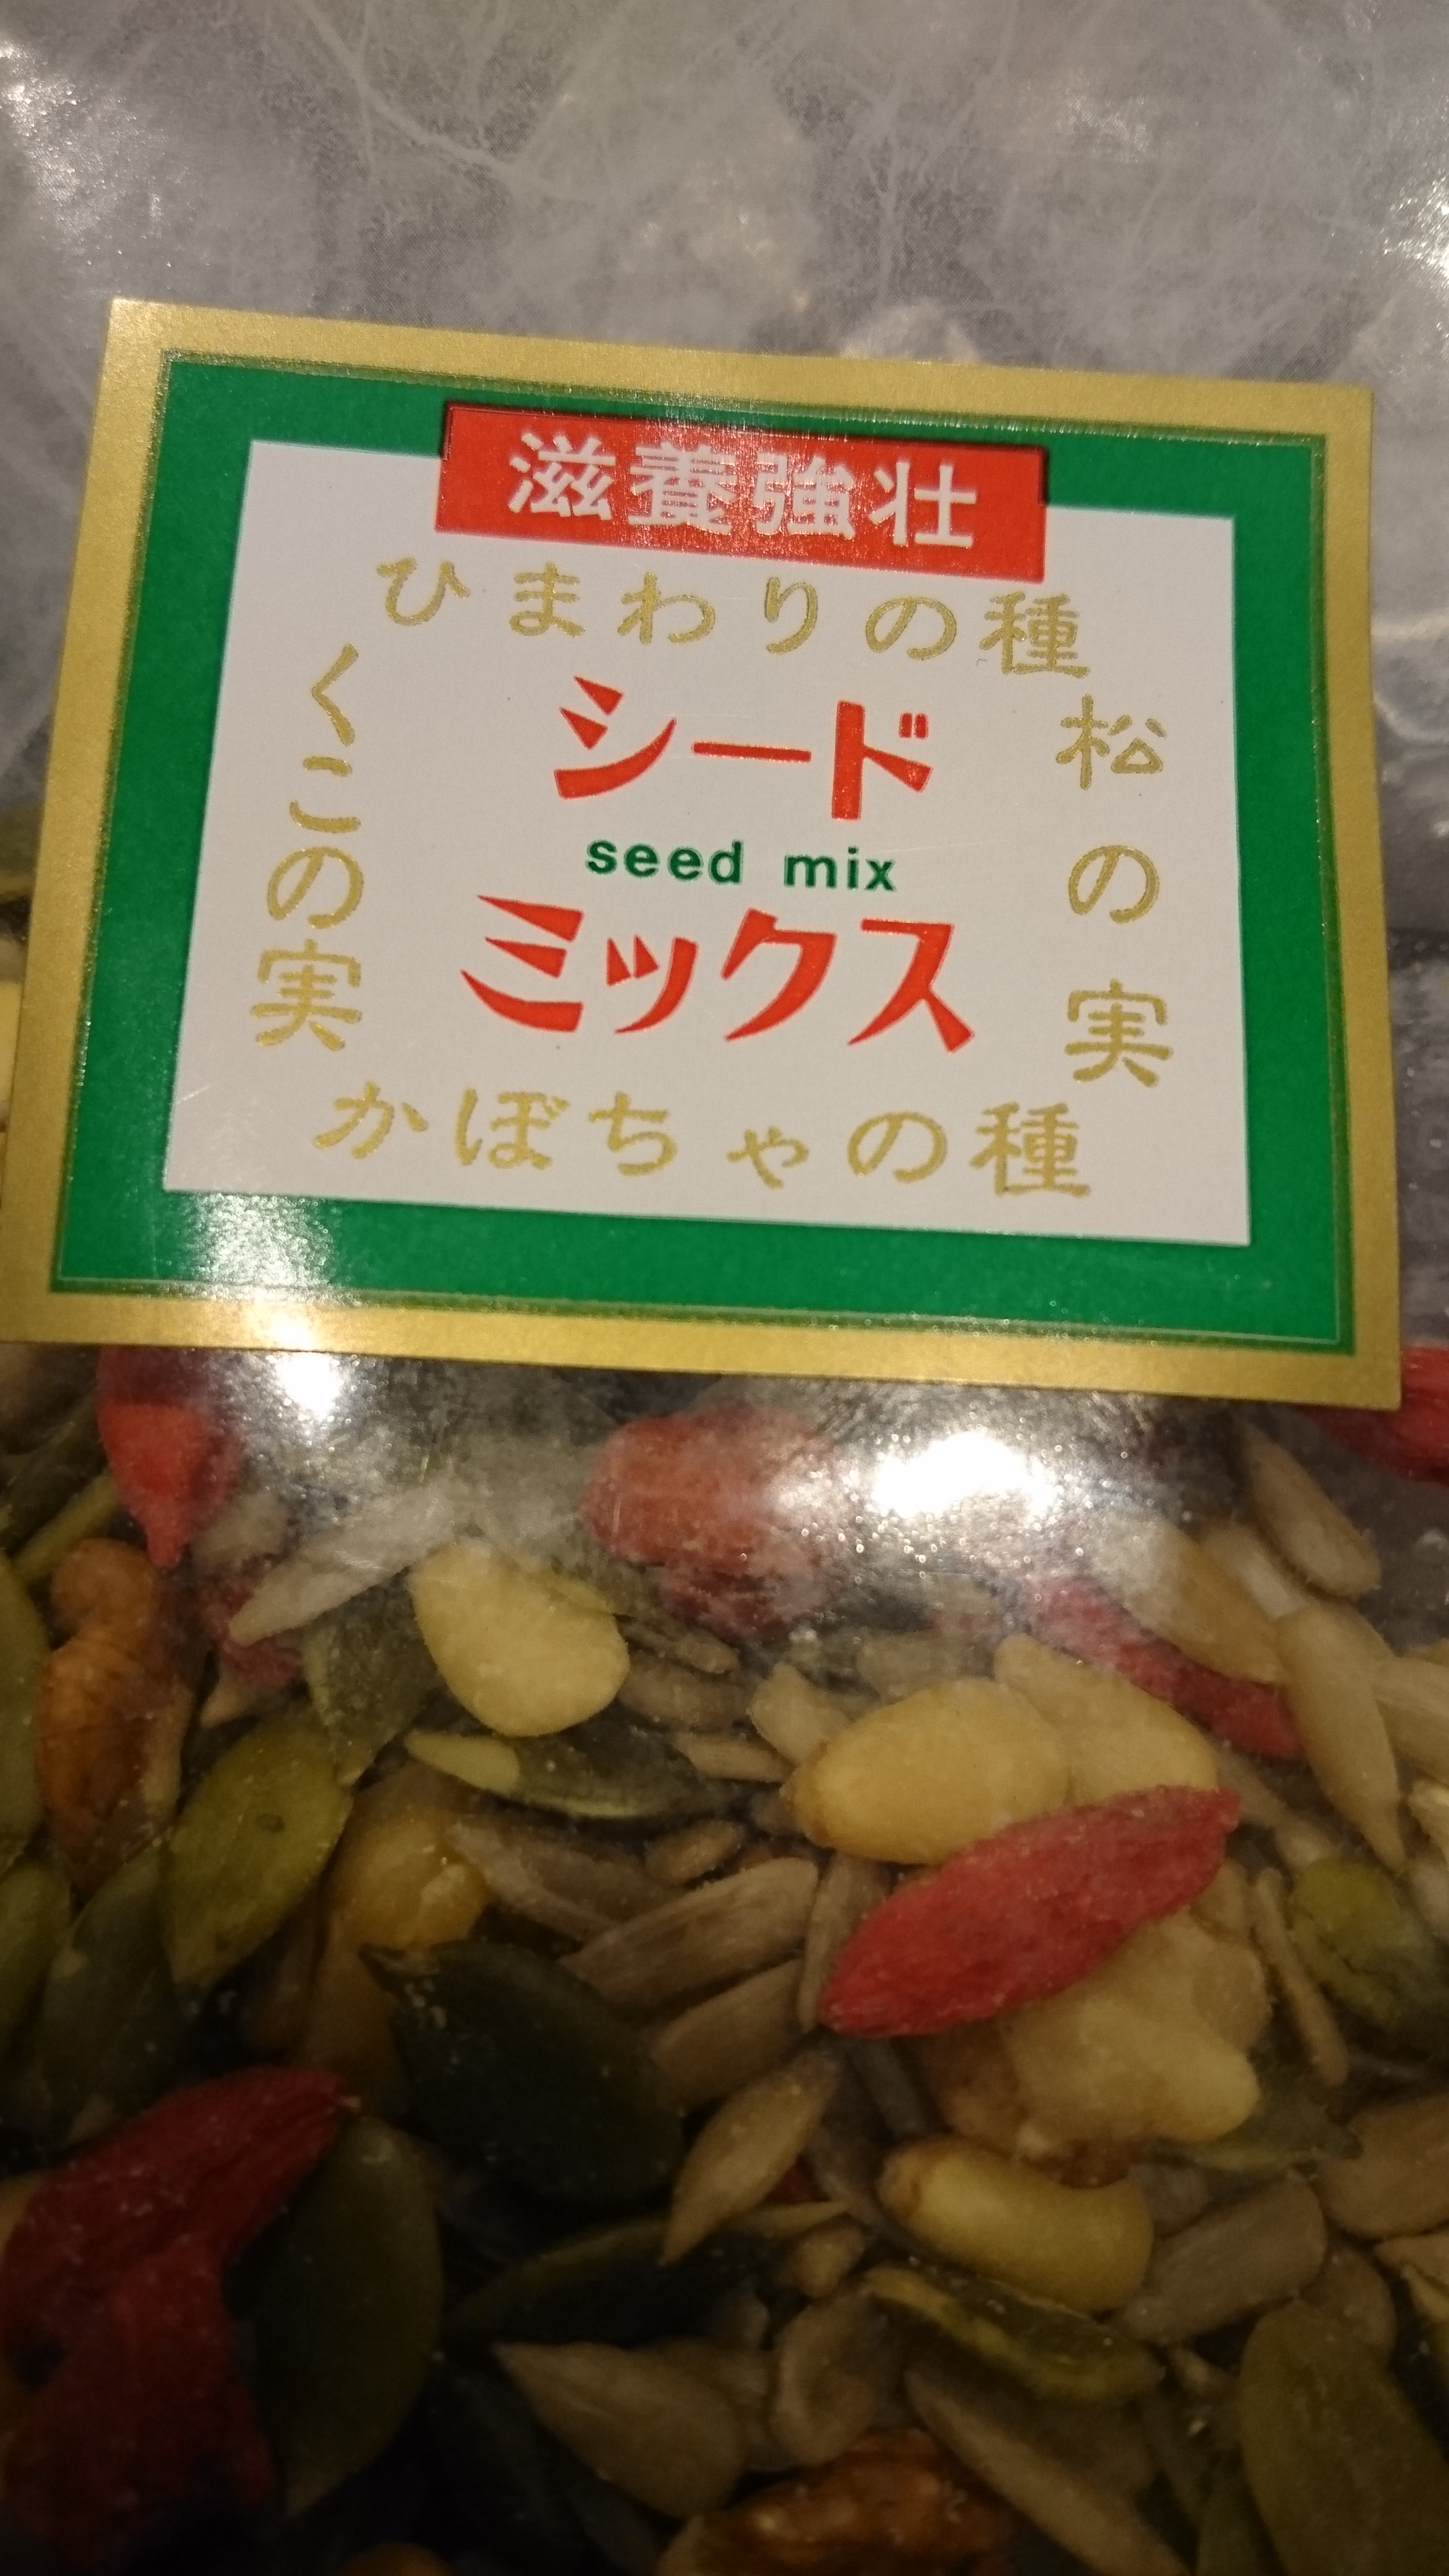 滋養強壮
ひまわりの種
くこの実
シード
seed mix
ミックス
松の実
かぼちゃの種